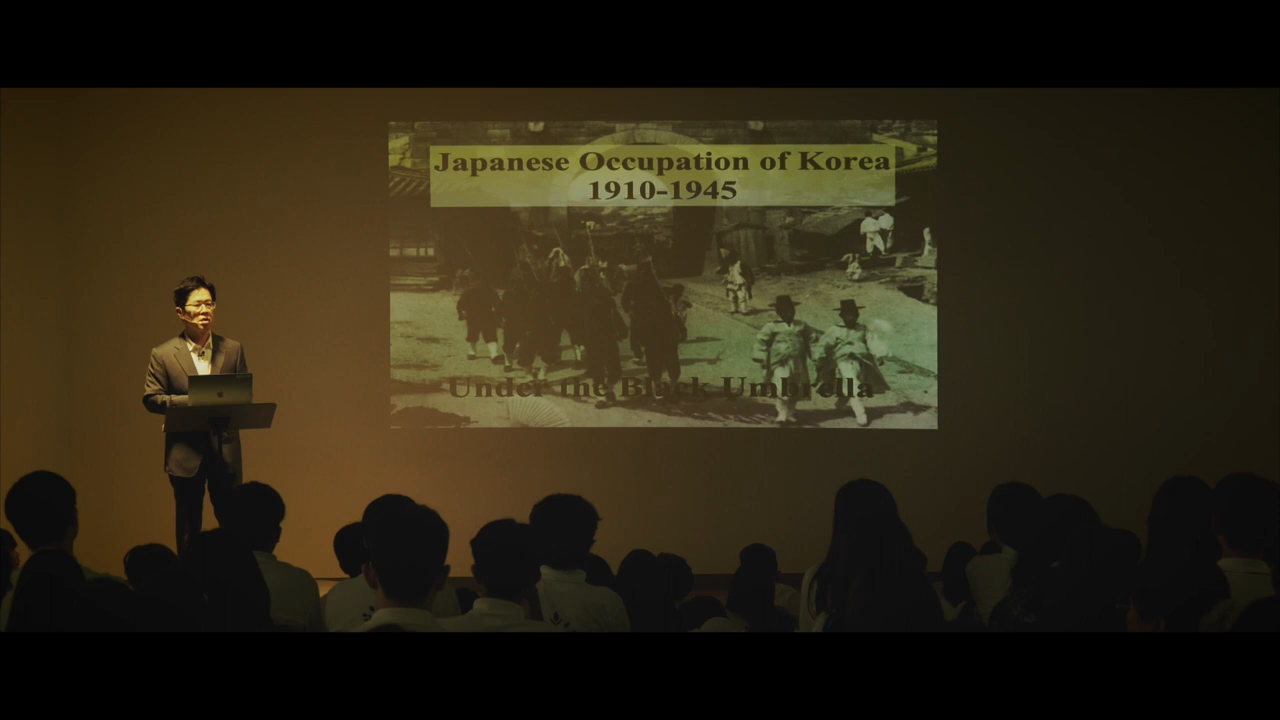 Japanese Occupation of Korea
1910-1945
Under the Black Umbrella